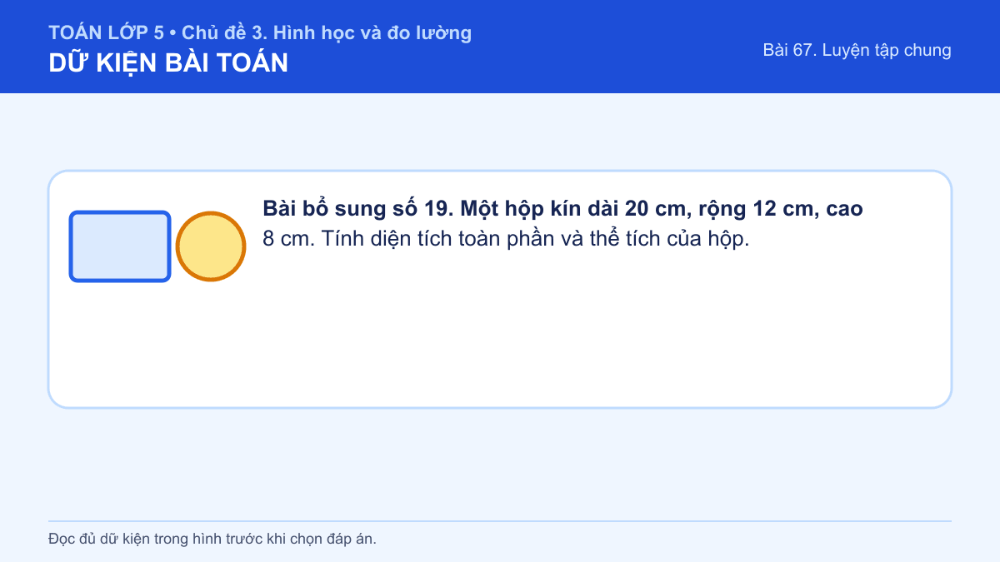 TOÁN LỚP 5 • Chủ đề 3. Hình học và đo lường
DỮ KIỆN BÀI TOÁN
Bài 67. Luyện tập chung
Bài bổ sung số 19. Một hộp kín dài 20 cm, rộng 12 cm, cao
8 cm. Tính diện tích toàn phần và thể tích của hộp.
Đọc đủ dữ kiện trong hình trước khi chọn đáp án.